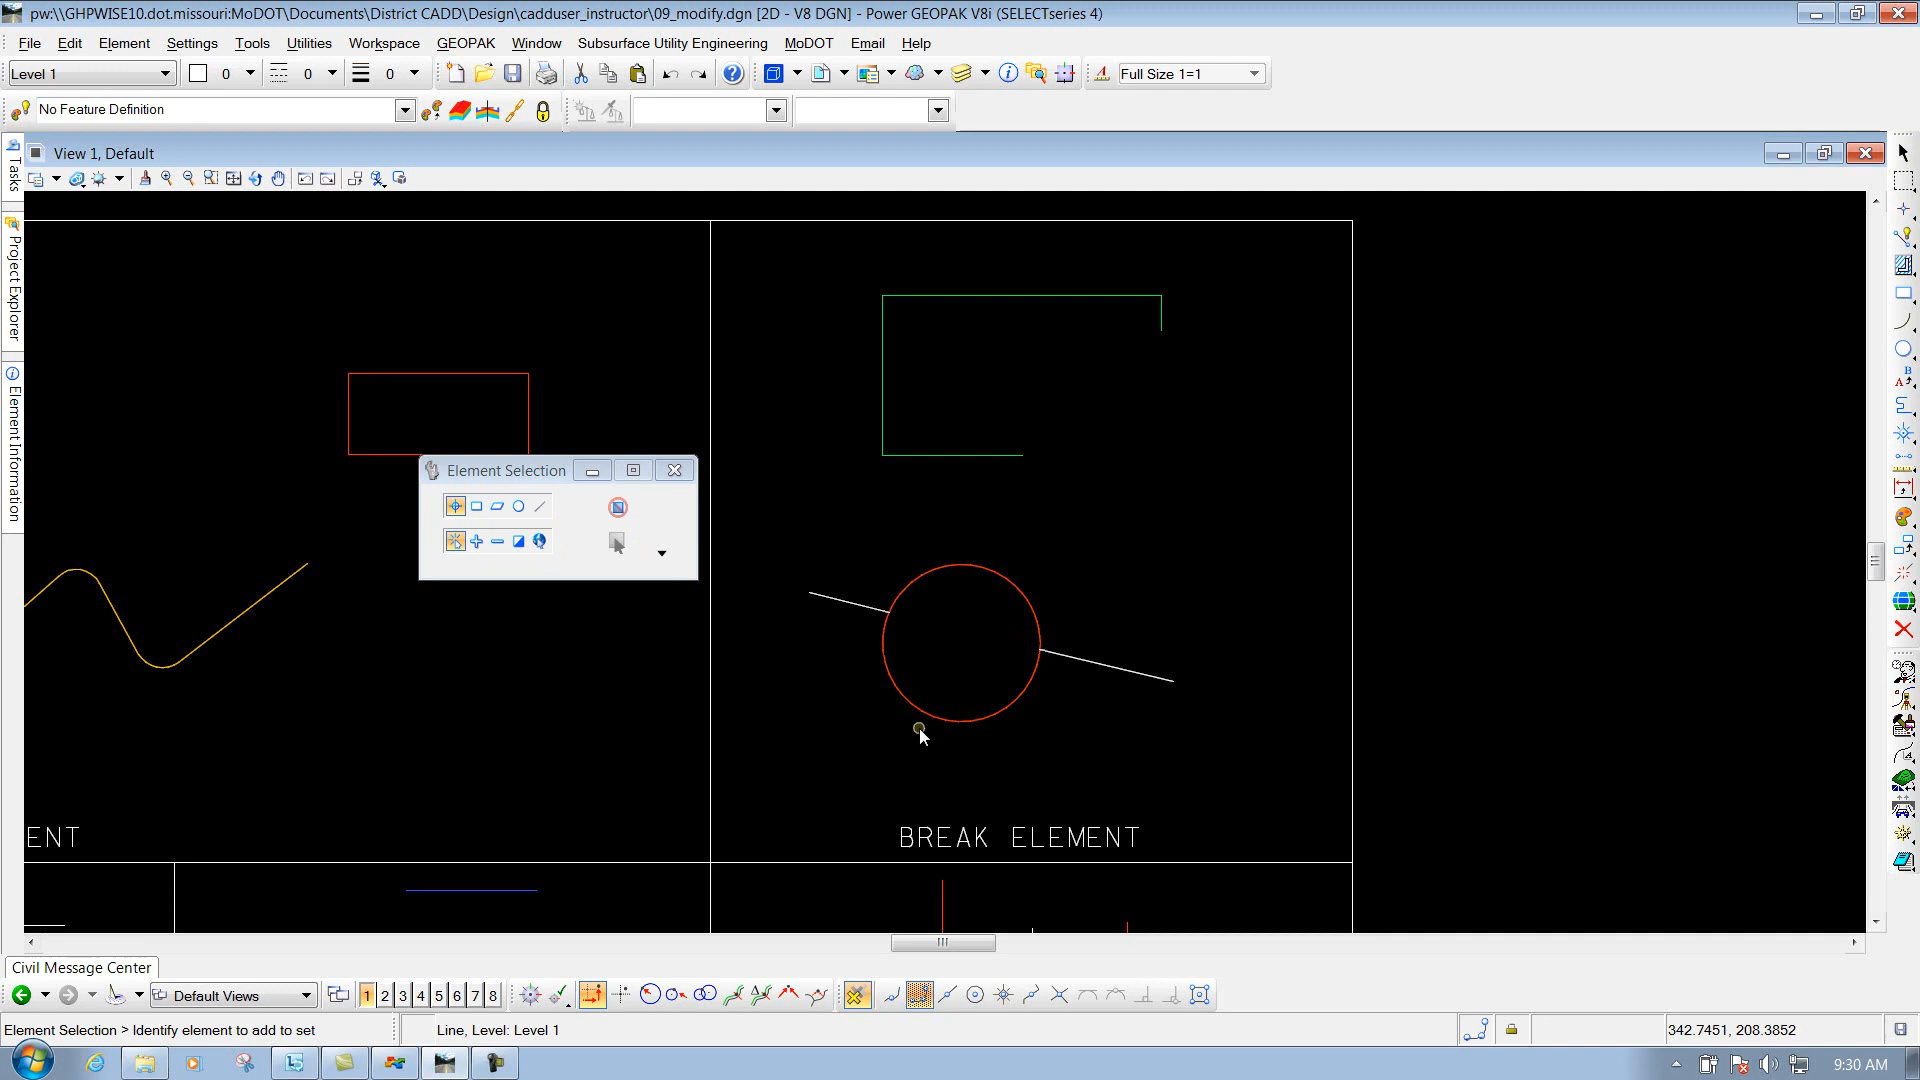 pw:\\GHPWISE10.dot.missouri:MoDOT\Documents\District CADD\Design\cadduser_instructor\09_modify.dgn [2D - V8 DGN] - Power GEOPAK V8i (SELECTseries 4)
File Edit Element Settings Tools Utilities Workspace GEOPAK Window Subsurface Utility Engineering MoDOT Email Help
Level 1 0 0 0 Full Size 1=1
No Feature Definition
View 1, Default
Tasks
Project Explorer
Element Information
Element Selection
ENT
BREAK ELEMENT
Civil Message Center
Default Views 1 2 3 4 5 6 7 8
Element Selection > Identify element to add to set Line, Level: Level 1 342.7451, 208.3852
9:30 AM